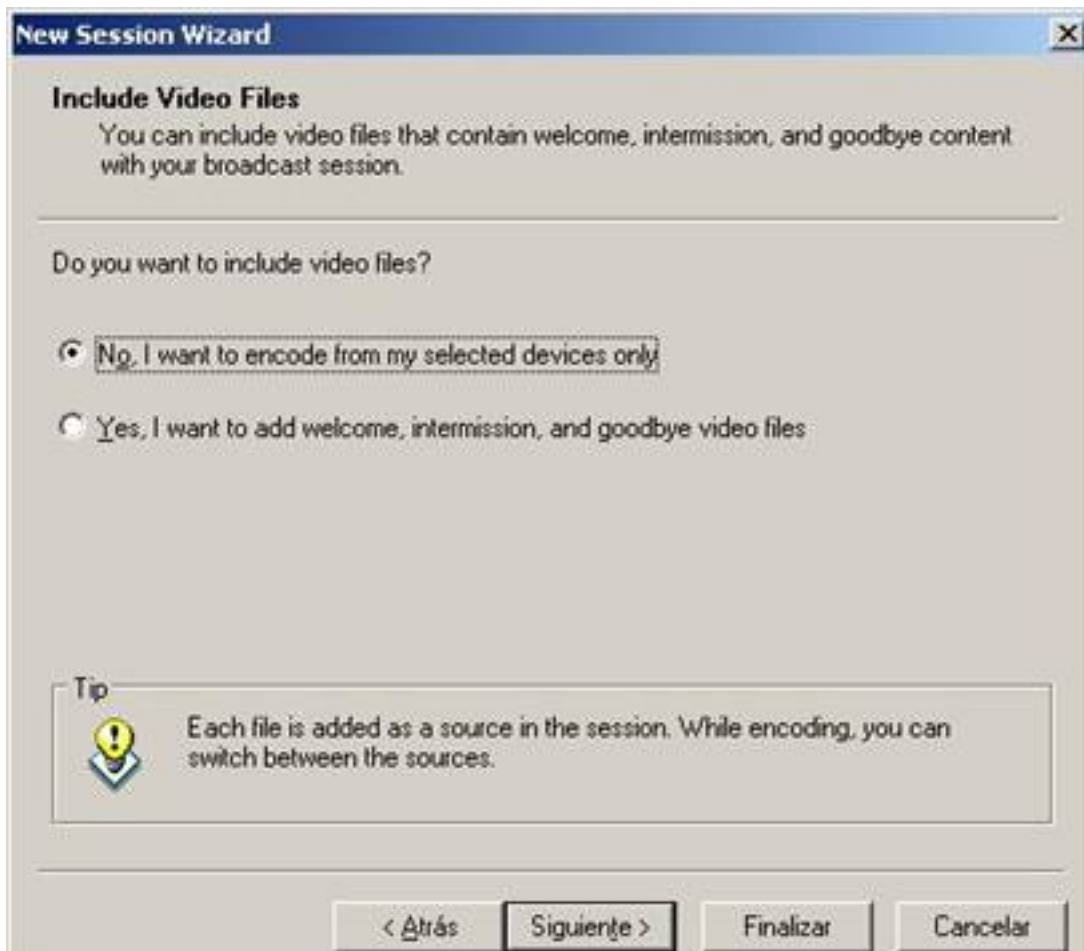 New Session Wizard
Include Video Files
You can include video files that contain welcome, intermission, and goodbye content
with your broadcast session.
Do you want to include video files?
No, I want to encode from my selected devices only
Yes, I want to add welcome, intermission, and goodbye video files
Tip
Each file is added as a source in the session. While encoding, you can
switch between the sources.
< Atrás Siguiente > Finalizar Cancelar